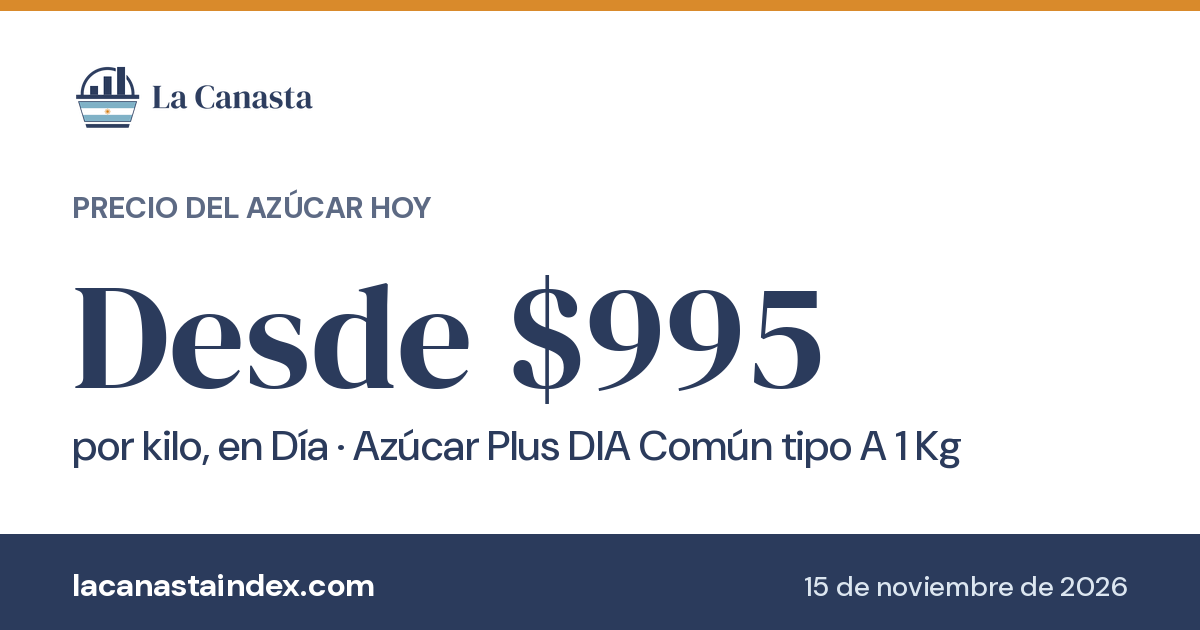 La Canasta
PRECIO DEL AZÚCAR HOY
Desde $995
por kilo, en Día · Azúcar Plus DIA Común tipo A 1 Kg
lacanastaindex.com
15 de noviembre de 2026